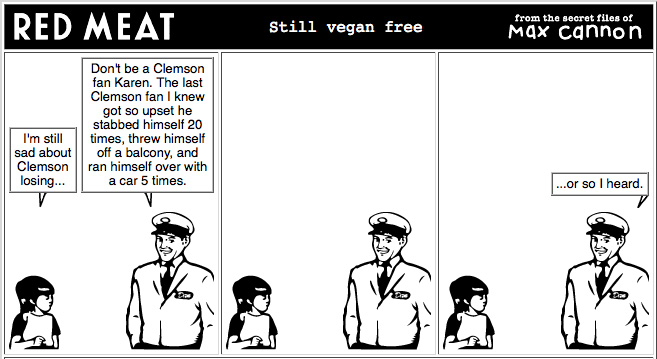 RED MEAT
Still vegan free
from the secret files of
Max cannon
I'm still
sad about
Clemson
losing...
Don't be a Clemson
fan Karen. The last
Clemson fan I knew
got so upset he
stabbed himself 20
times, threw himself
off a balcony, and
ran himself over with
a car 5 times.
...or so I heard.